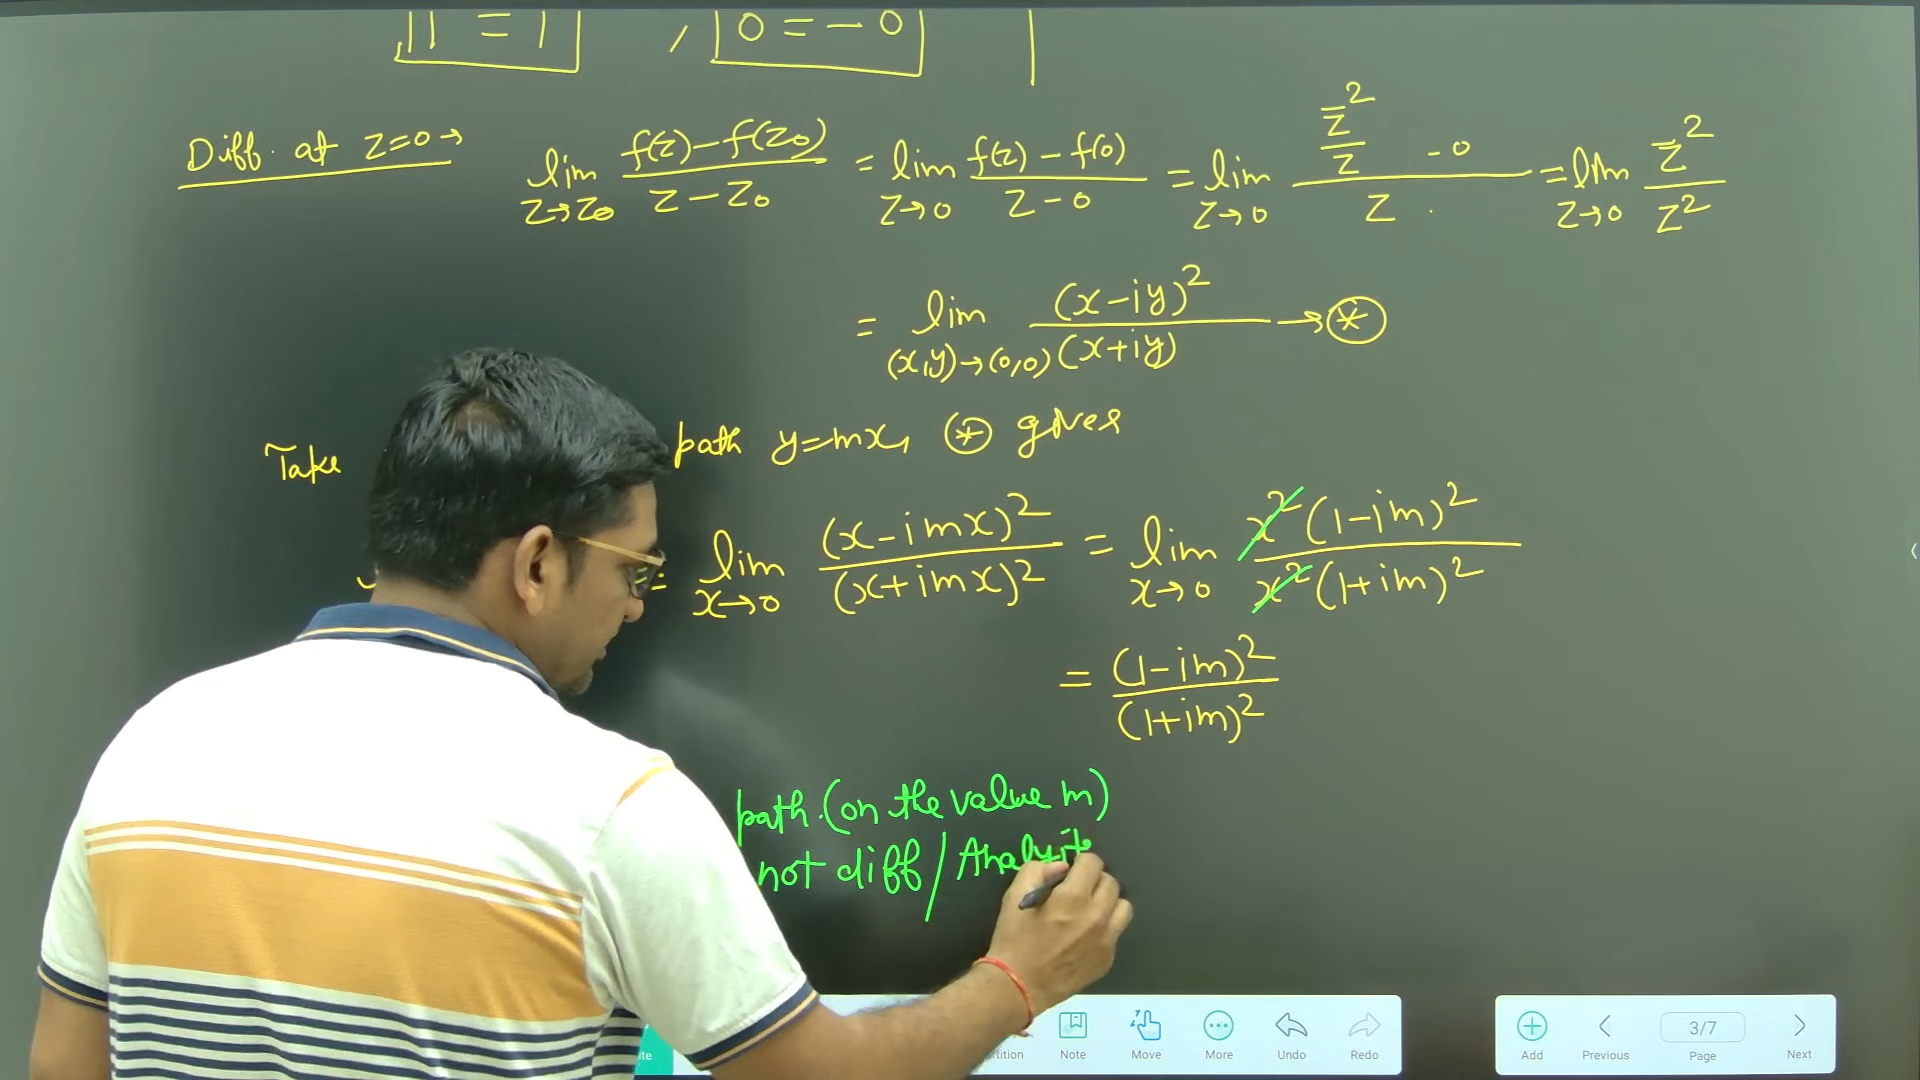 1 = 1 , 0 = - 0
Diff. at z=0→ lim z→z0 f(z)-f(z0) / z-z0 = lim z→0 f(z)-f(0) / z-0 = lim z→0 z̄²/z - 0 / z = lim z→0 z̄² / z²
= lim (x,y)→(0,0) (x-iy)² / (x+iy) → *
Take path y=mx, * gives
= lim x→0 (x-imx)² / (x+imx)² = lim x→0 x²(1-im)² / x²(1+im)²
= (1-im)² / (1+im)²
path. (on the value m)
not diff/Analytic
Note Move More Undo Redo
Add Previous 3/7 Page Next